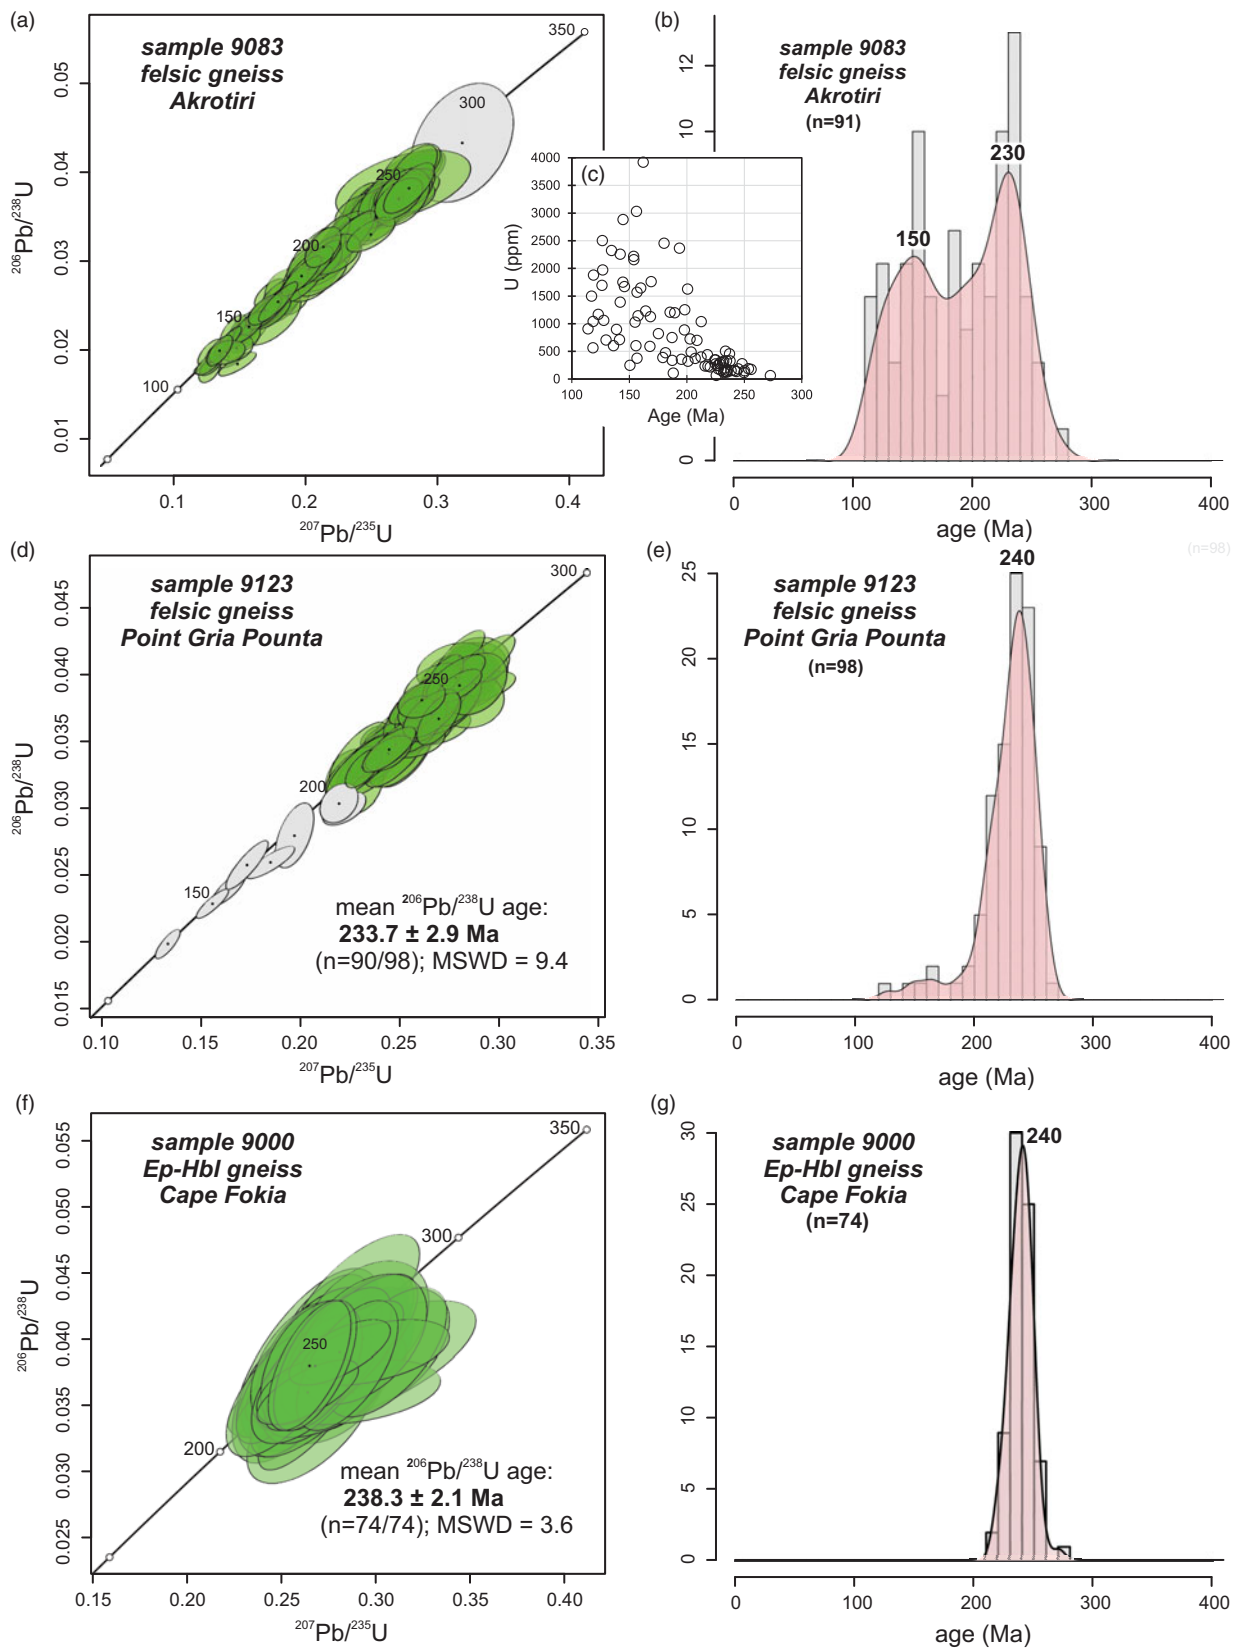 (a)
sample 9083
felsic gneiss
Akrotiri
350
300
250
200
150
100
0.05
0.04
0.03
0.02
0.01
²⁰⁶Pb/²³⁸U
0.1 0.2 0.3 0.4
²⁰⁷Pb/²³⁵U
(b)
sample 9083
felsic gneiss
Akrotiri
(n=91)
12
10
0
230
150
0 100 200 300 400
age (Ma)
(c)
4000
3500
3000
2500
2000
1500
1000
500
0
U (ppm)
100 150 200 250 300
Age (Ma)
(d)
sample 9123
felsic gneiss
Point Gria Pounta
300
250
200
150
0.045
0.040
0.035
0.030
0.025
0.020
0.015
²⁰⁶Pb/²³⁸U
mean ²⁰⁶Pb/²³⁸U age:
233.7 ± 2.9 Ma
(n=90/98); MSWD = 9.4
0.10 0.15 0.20 0.25 0.30 0.35
²⁰⁷Pb/²³⁵U
(e)
(n=98)
240
sample 9123
felsic gneiss
Point Gria Pounta
(n=98)
25
20
15
10
5
0
0 100 200 300 400
age (Ma)
(f)
sample 9000
Ep-Hbl gneiss
Cape Fokia
350
300
250
200
0.055
0.050
0.045
0.040
0.035
0.030
0.025
²⁰⁶Pb/²³⁸U
mean ²⁰⁶Pb/²³⁸U age:
238.3 ± 2.1 Ma
(n=74/74); MSWD = 3.6
0.15 0.20 0.25 0.30 0.35 0.40
²⁰⁷Pb/²³⁵U
(g)
sample 9000
Ep-Hbl gneiss
Cape Fokia
(n=74)
240
30
25
20
15
10
5
0
0 100 200 300 400
age (Ma)